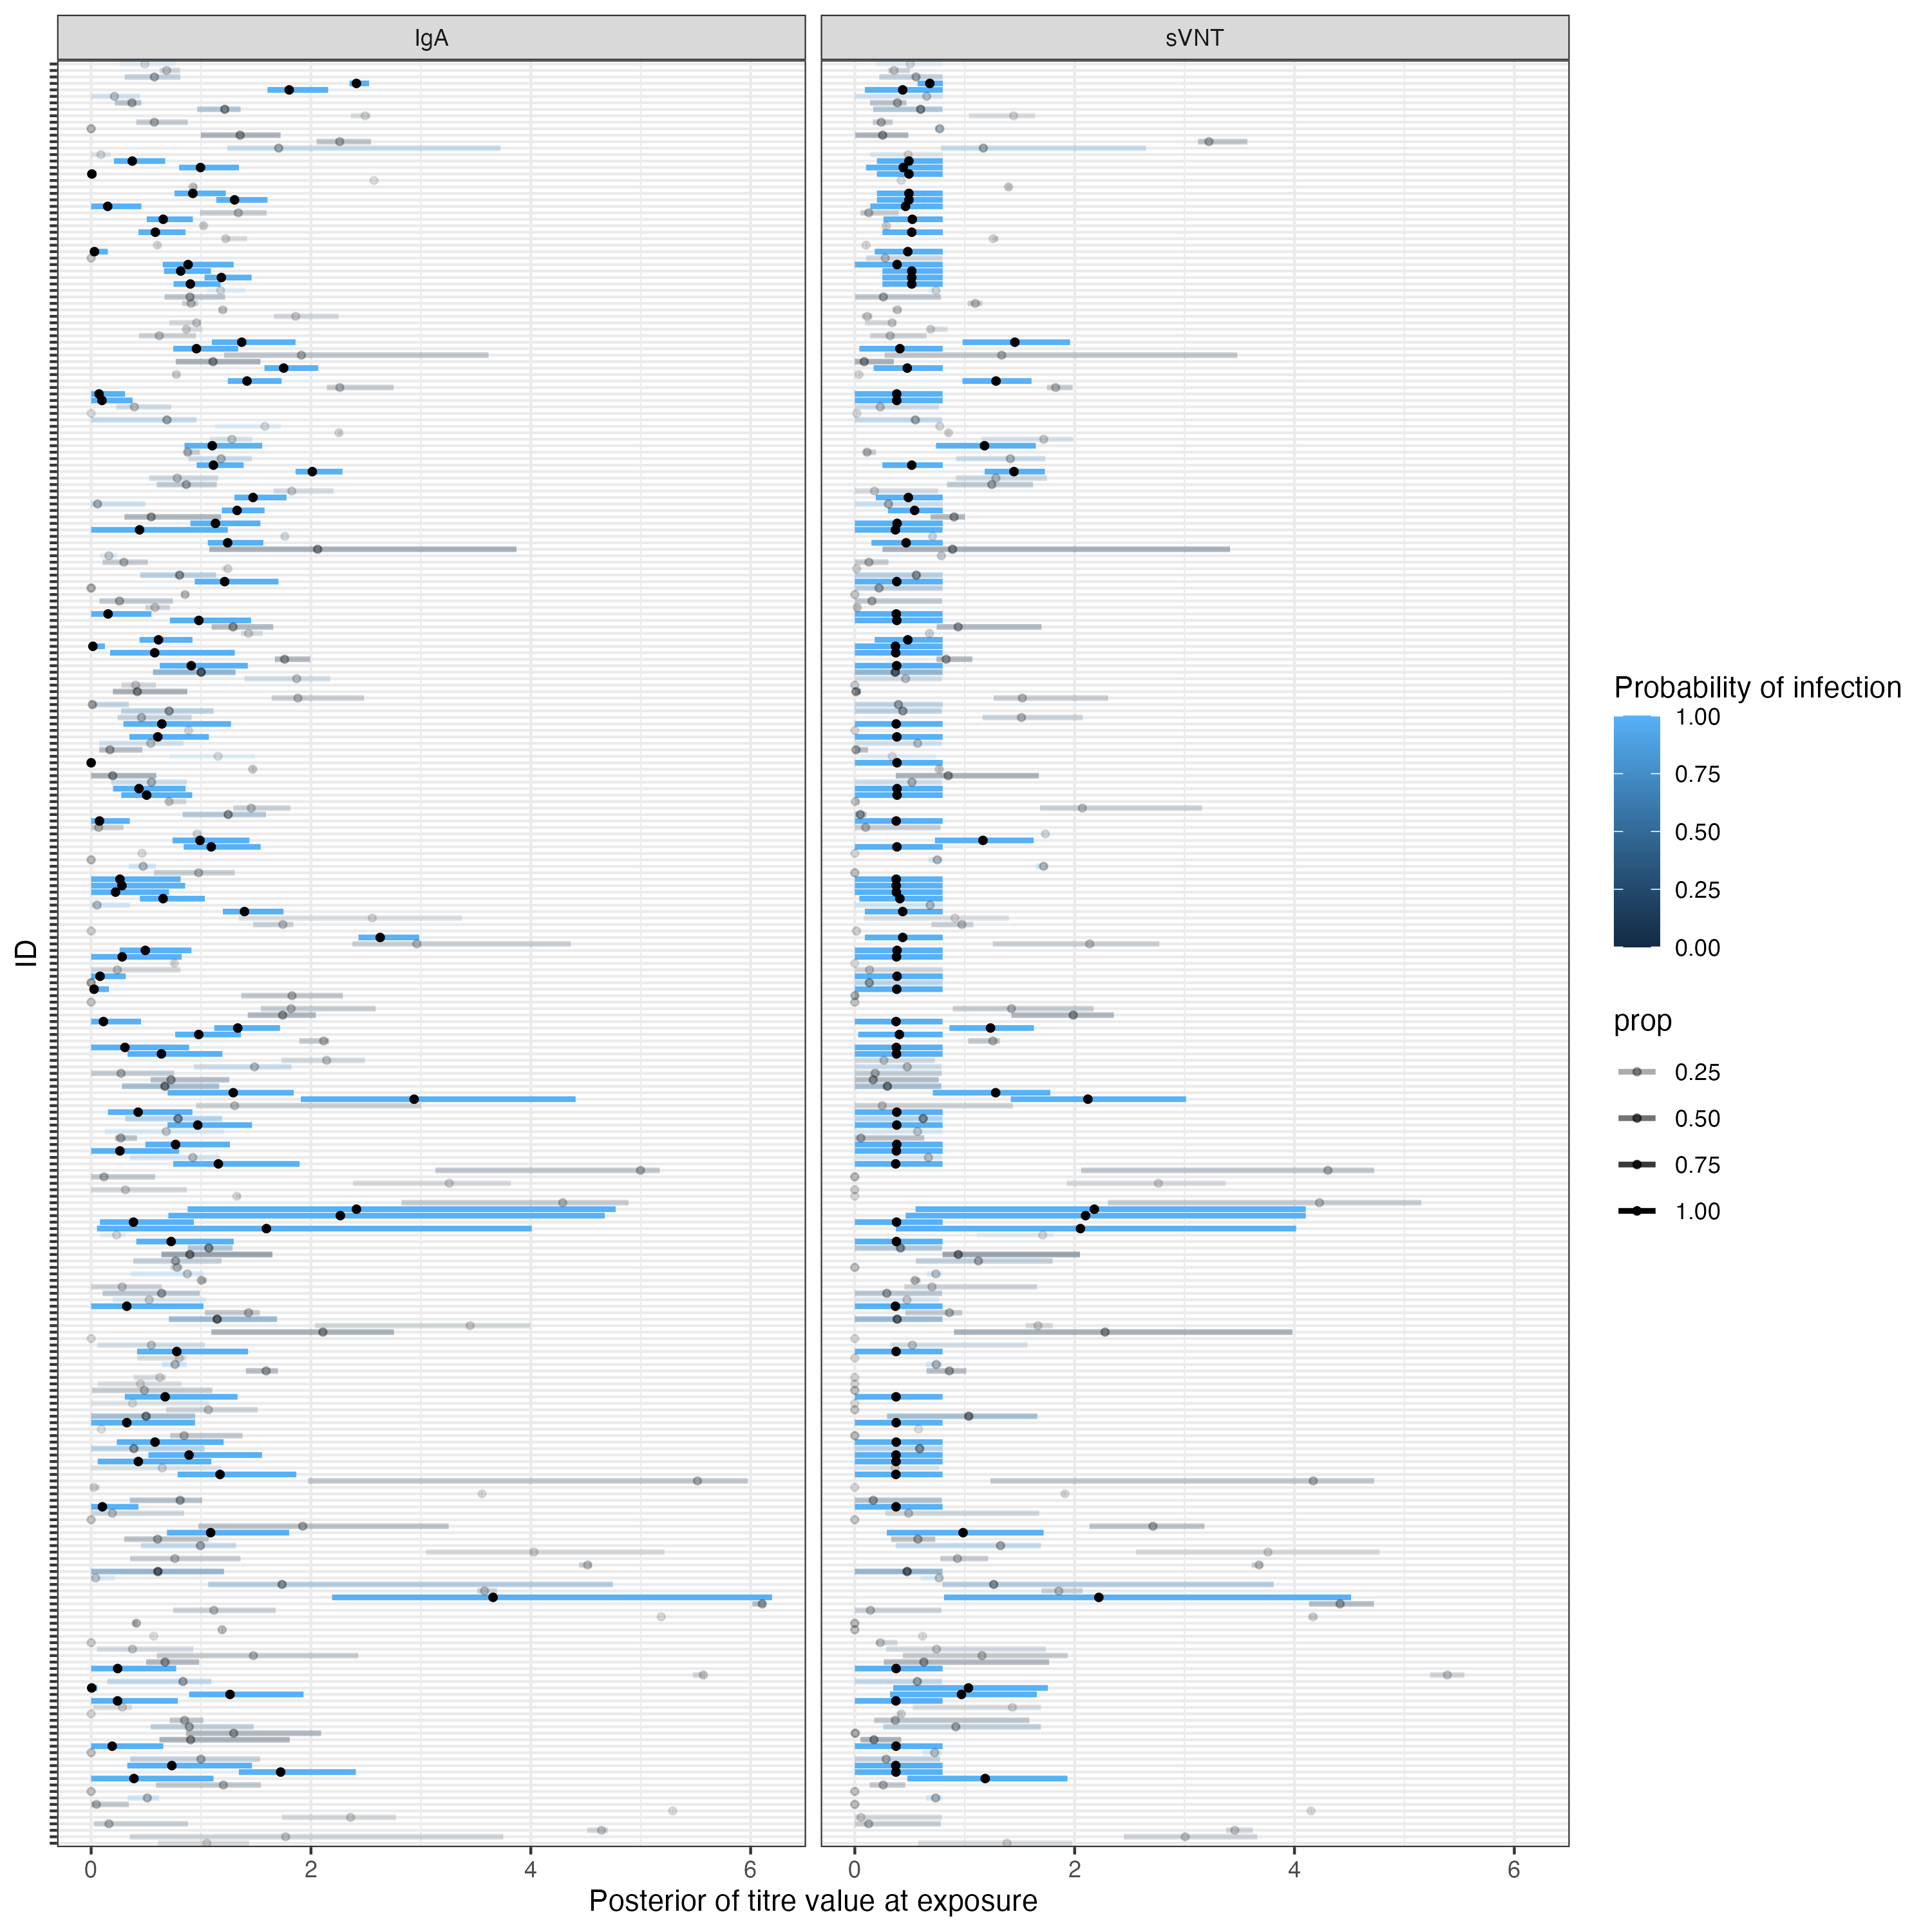 IgA
sVNT
ID
0
2
4
6
0
2
4
6
Posterior of titre value at exposure
Probability of infection
1.00
0.75
0.50
0.25
0.00
prop
0.25
0.50
0.75
1.00